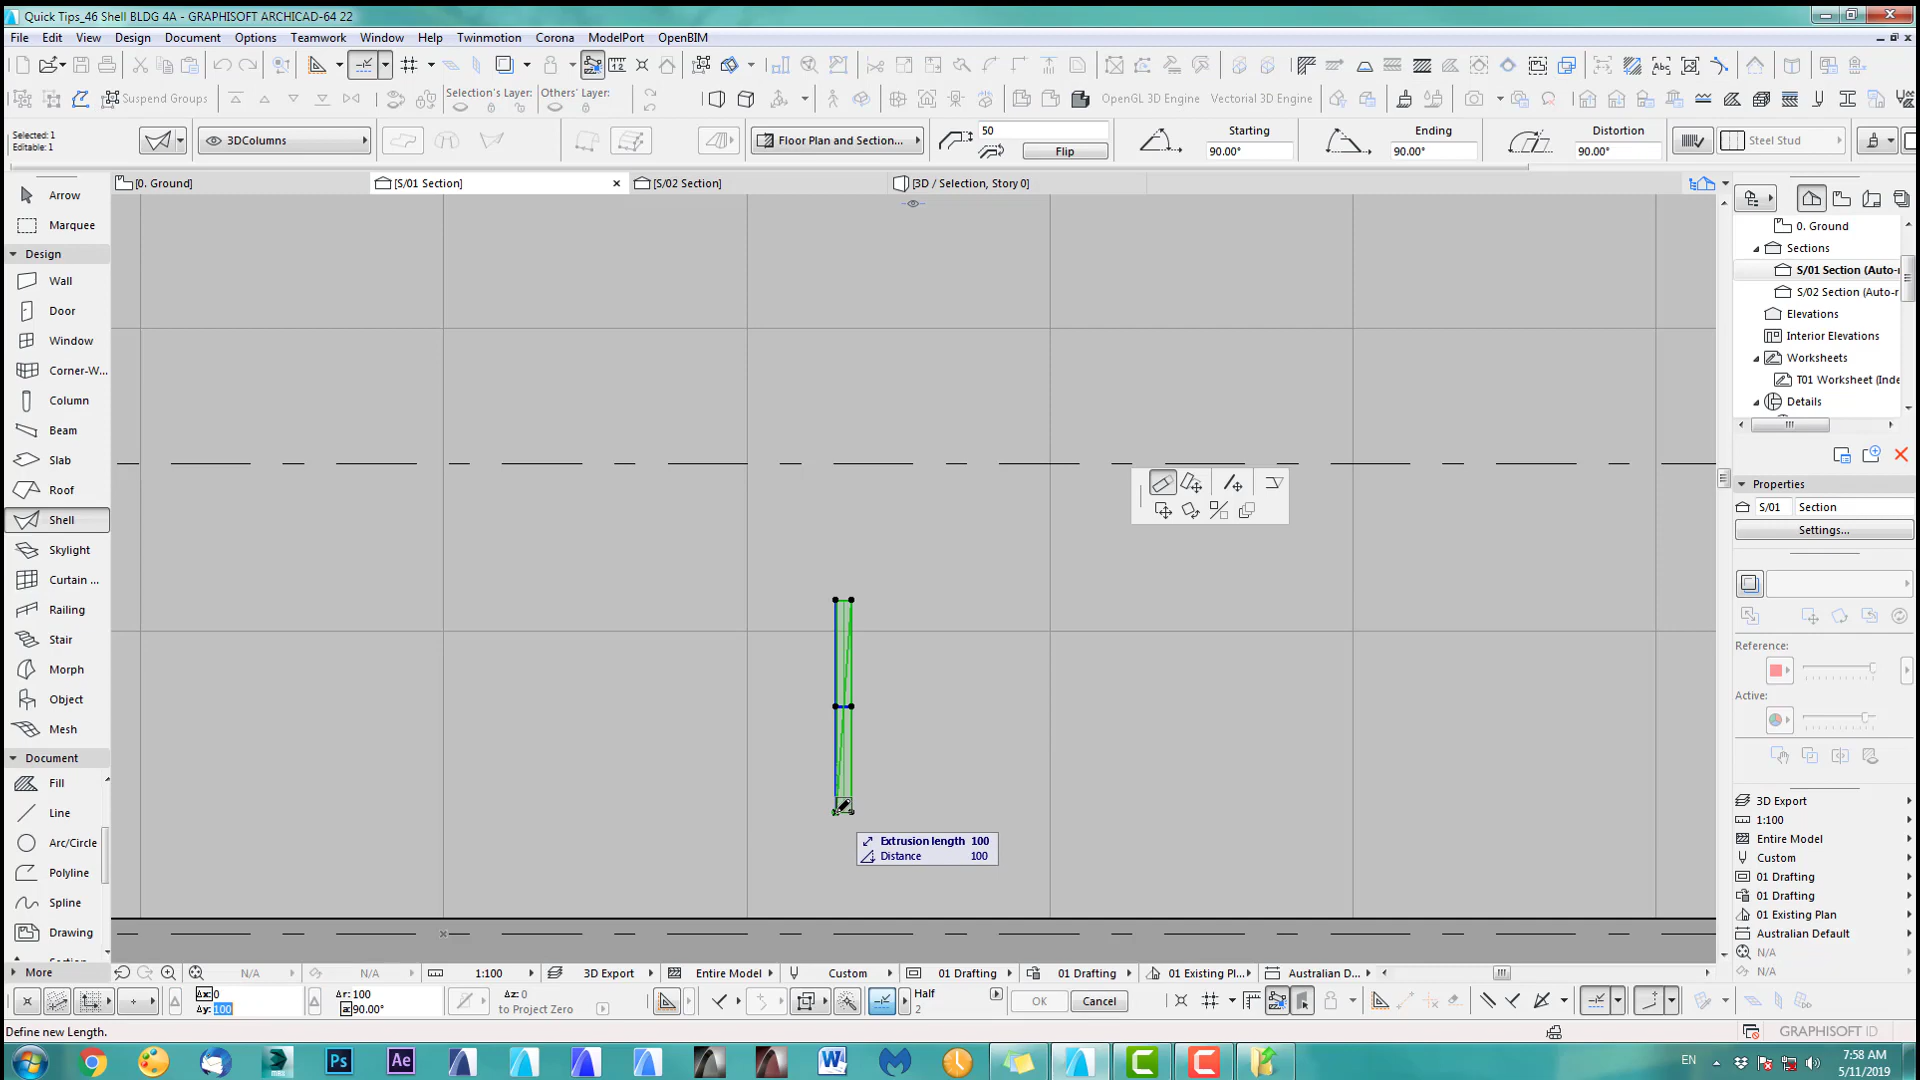 Quick Tips_46 Shell BLDG 4A - GRAPHISOFT ARCHICAD-64 22
File Edit View Design Document Options Teamwork Window Help Twinmotion Corona ModelPort OpenBIM
Suspend Groups
Selection's Layer:
Others' Layer:
OpenGL 3D Engine
Vectorial 3D Engine
Selected: 1
Editable: 1
3DColumns
Floor Plan and Section...
50
Flip
Starting
90.00°
Ending
90.00°
Distortion
90.00°
Steel Stud
[0. Ground]
[S/01 Section]
[S/02 Section]
[3D / Selection, Story 0]
Arrow
Marquee
Design
Wall
Door
Window
Corner-W...
Column
Beam
Slab
Roof
Shell
Skylight
Curtain ...
Railing
Stair
Morph
Object
Mesh
Document
Fill
Line
Arc/Circle
Polyline
Spline
Drawing
More
Extrusion length 100
Distance 100
0. Ground
Sections
S/01 Section (Auto-r
S/02 Section (Auto-r
Elevations
Interior Elevations
Worksheets
T01 Worksheet (Inde
Details
Properties
S/01 Section
Settings...
Reference:
Active:
3D Export
1:100
Entire Model
Custom
01 Drafting
01 Drafting
01 Existing Plan
Australian Default
N/A
N/A
N/A N/A 1:100 3D Export Entire Model Custom 01 Drafting 01 Drafting 01 Existing Pl... Australian D...
Δx: 0
Δy: 100
Δr: 100
a: 90.00°
Δz: 0
to Project Zero
Half
2
OK
Cancel
Define new Length.
GRAPHISOFT ID
Ps
Ae
EN
7:58 AM
5/11/2019